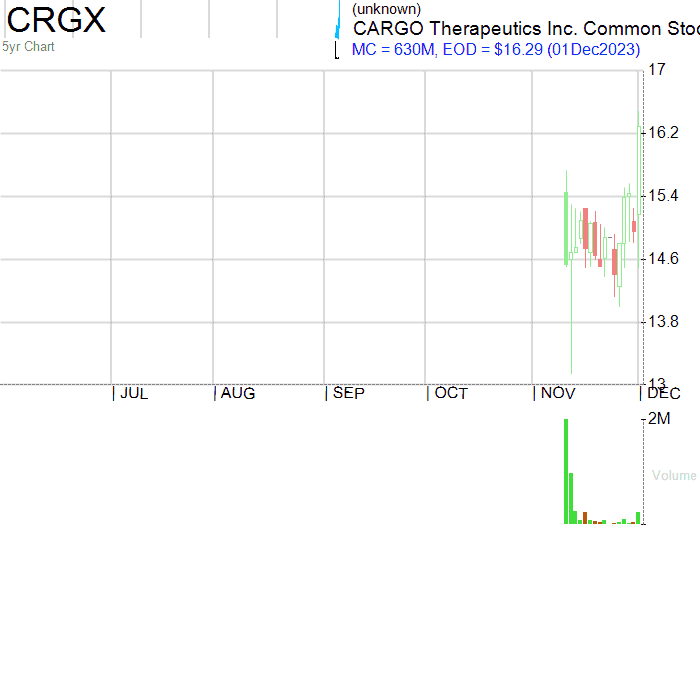 CRGX
5yr Chart
(unknown)
CARGO Therapeutics Inc. Common Stoc
MC = 630M, EOD = $16.29 (01Dec2023)
17
16.2
15.4
14.6
13.8
13
JUL AUG SEP OCT NOV DEC
2M
Volume